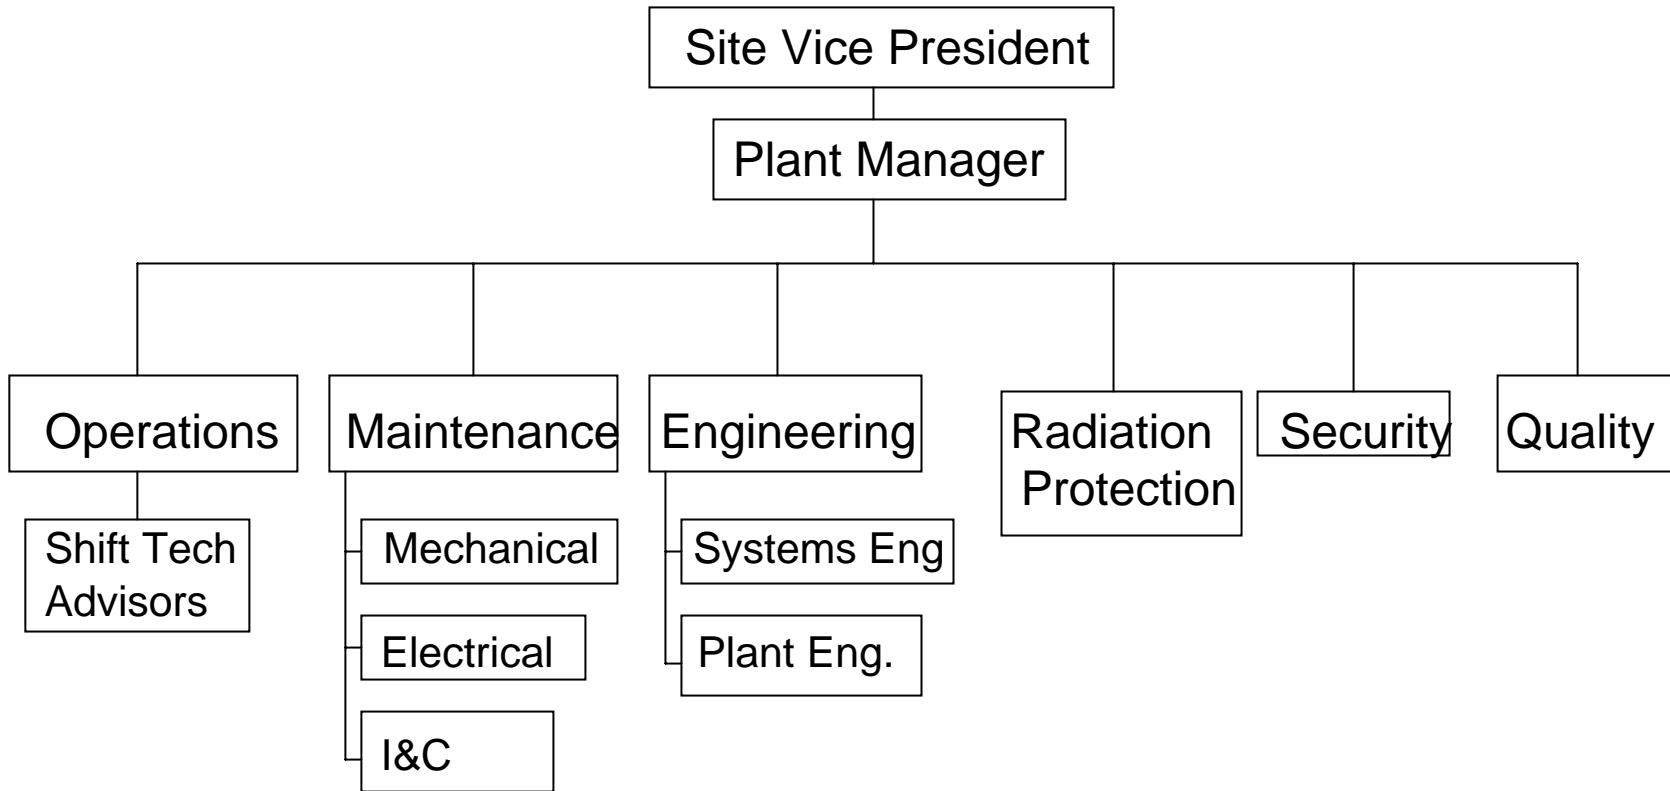 Site Vice President
Plant Manager
Operations
Maintenance
Engineering
Radiation
Protection
Security
Quality
Shift Tech
Advisors
Mechanical
Electrical
I&C
Systems Eng
Plant Eng.